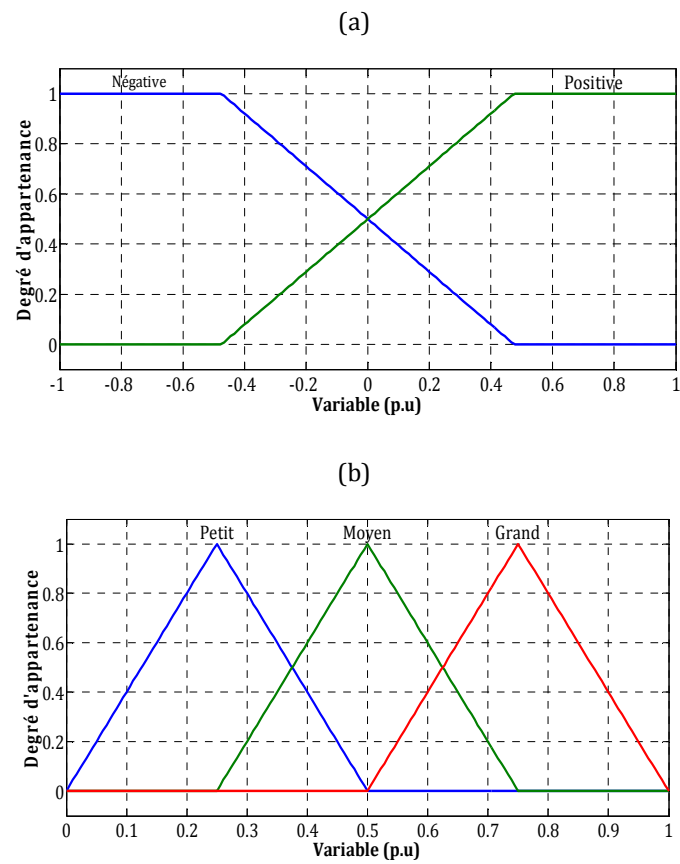 (a)
Négative Positive
1
0.8
0.6
0.4
0.2
0
Degré d'appartenance
-1 -0.8 -0.6 -0.4 -0.2 0 0.2 0.4 0.6 0.8 1
Variable (p.u)
(b)
Petit Moyen Grand
1
0.8
0.6
0.4
0.2
0
Degré d'appartenance
0 0.1 0.2 0.3 0.4 0.5 0.6 0.7 0.8 0.9 1
Variable (p.u)